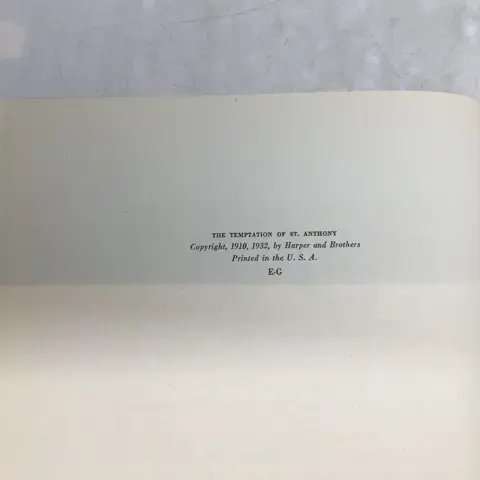 THE TEMPTATION OF ST. ANTHONY
Copyright, 1910, 1932, by Harper and Brothers
Printed in the U. S. A.
E-G